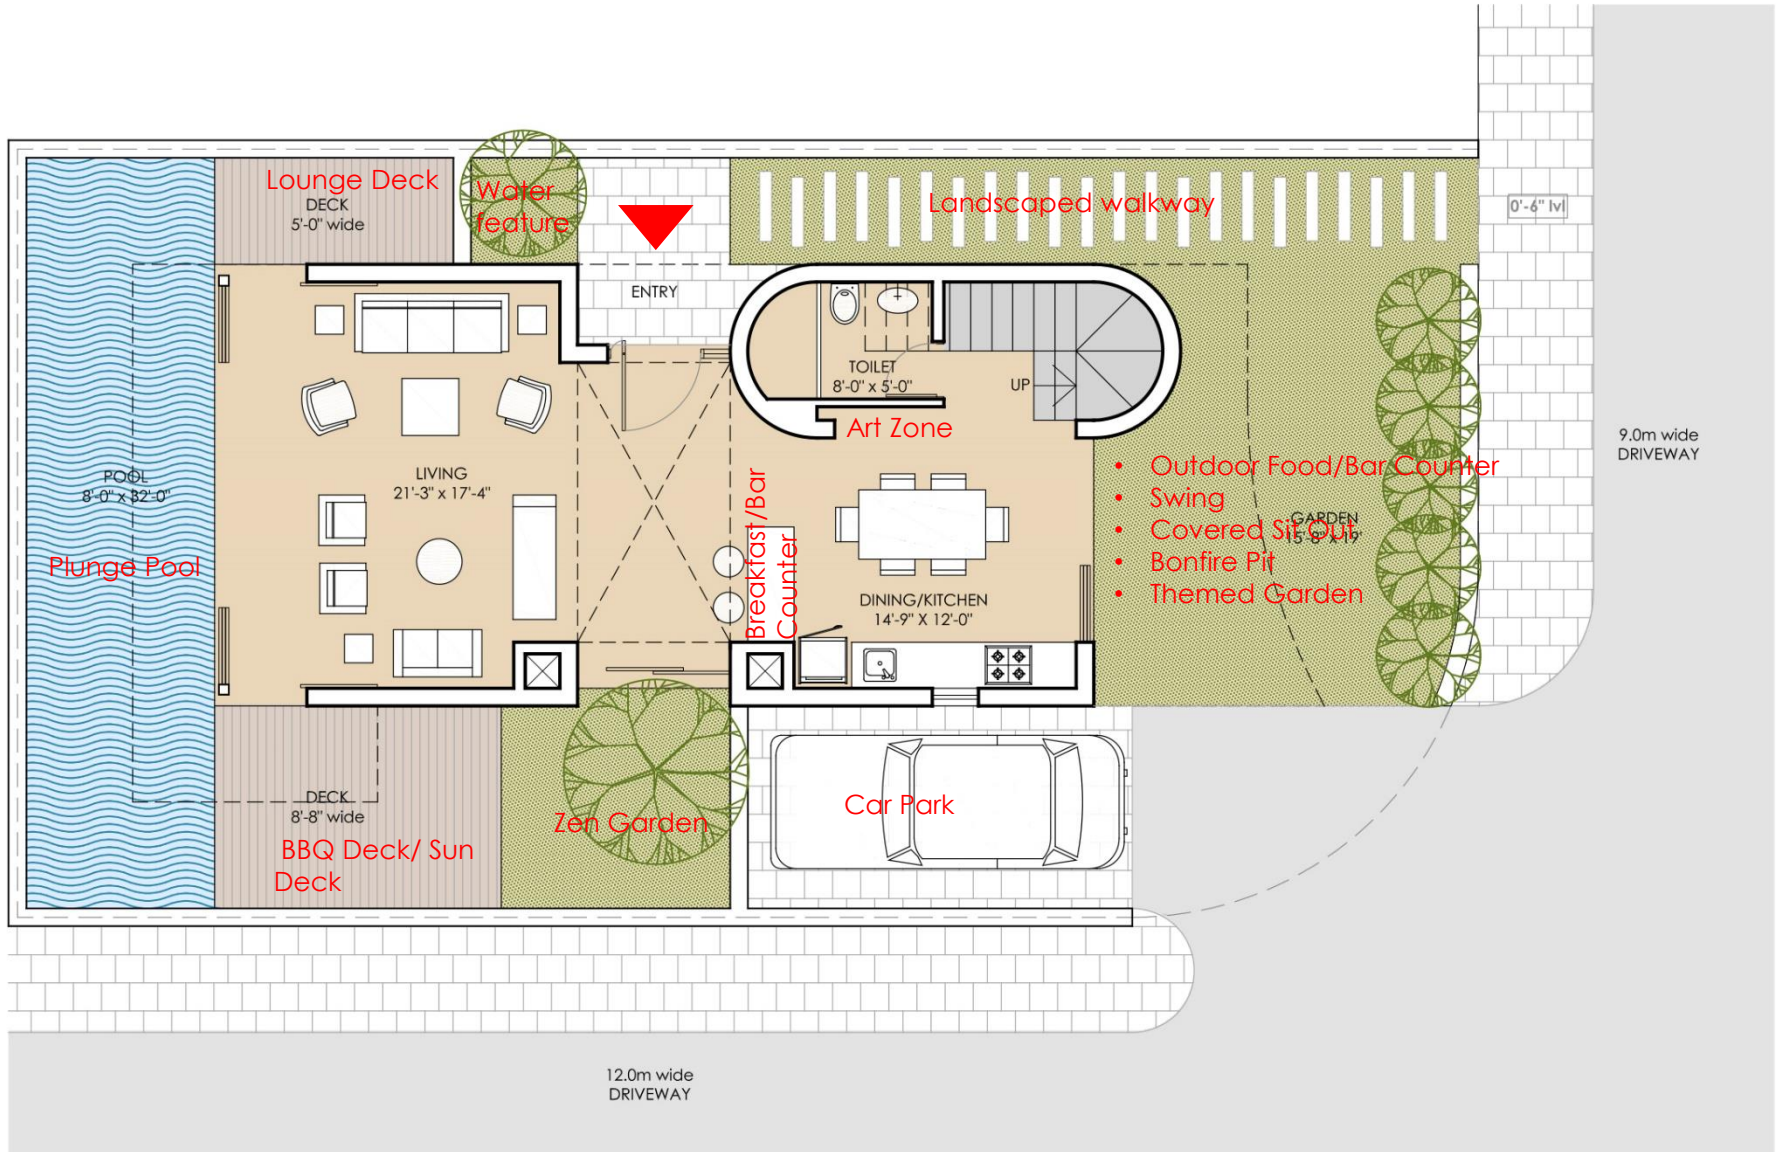 Lounge Deck
DECK
5'-0" wide
Water
feature
Landscaped walkway
0'-6" lvl
ENTRY
TOILET
8'-0" x 5'-0"
UP
Art Zone
9.0m wide
DRIVEWAY
POOL
8'-0" x 32'-0"
LIVING
21'-3" x 17'-4"
Breakfast/Bar
Counter
• Outdoor Food/Bar Counter
• Swing
• Covered Sit Out
• Bonfire Pit
• Themed Garden
GARDEN
15'-8" x 19'
Plunge Pool
DINING/KITCHEN
14'-9" X 12'-0"
DECK
8'-8" wide
BBQ Deck/ Sun
Deck
Zen Garden
Car Park
12.0m wide
DRIVEWAY